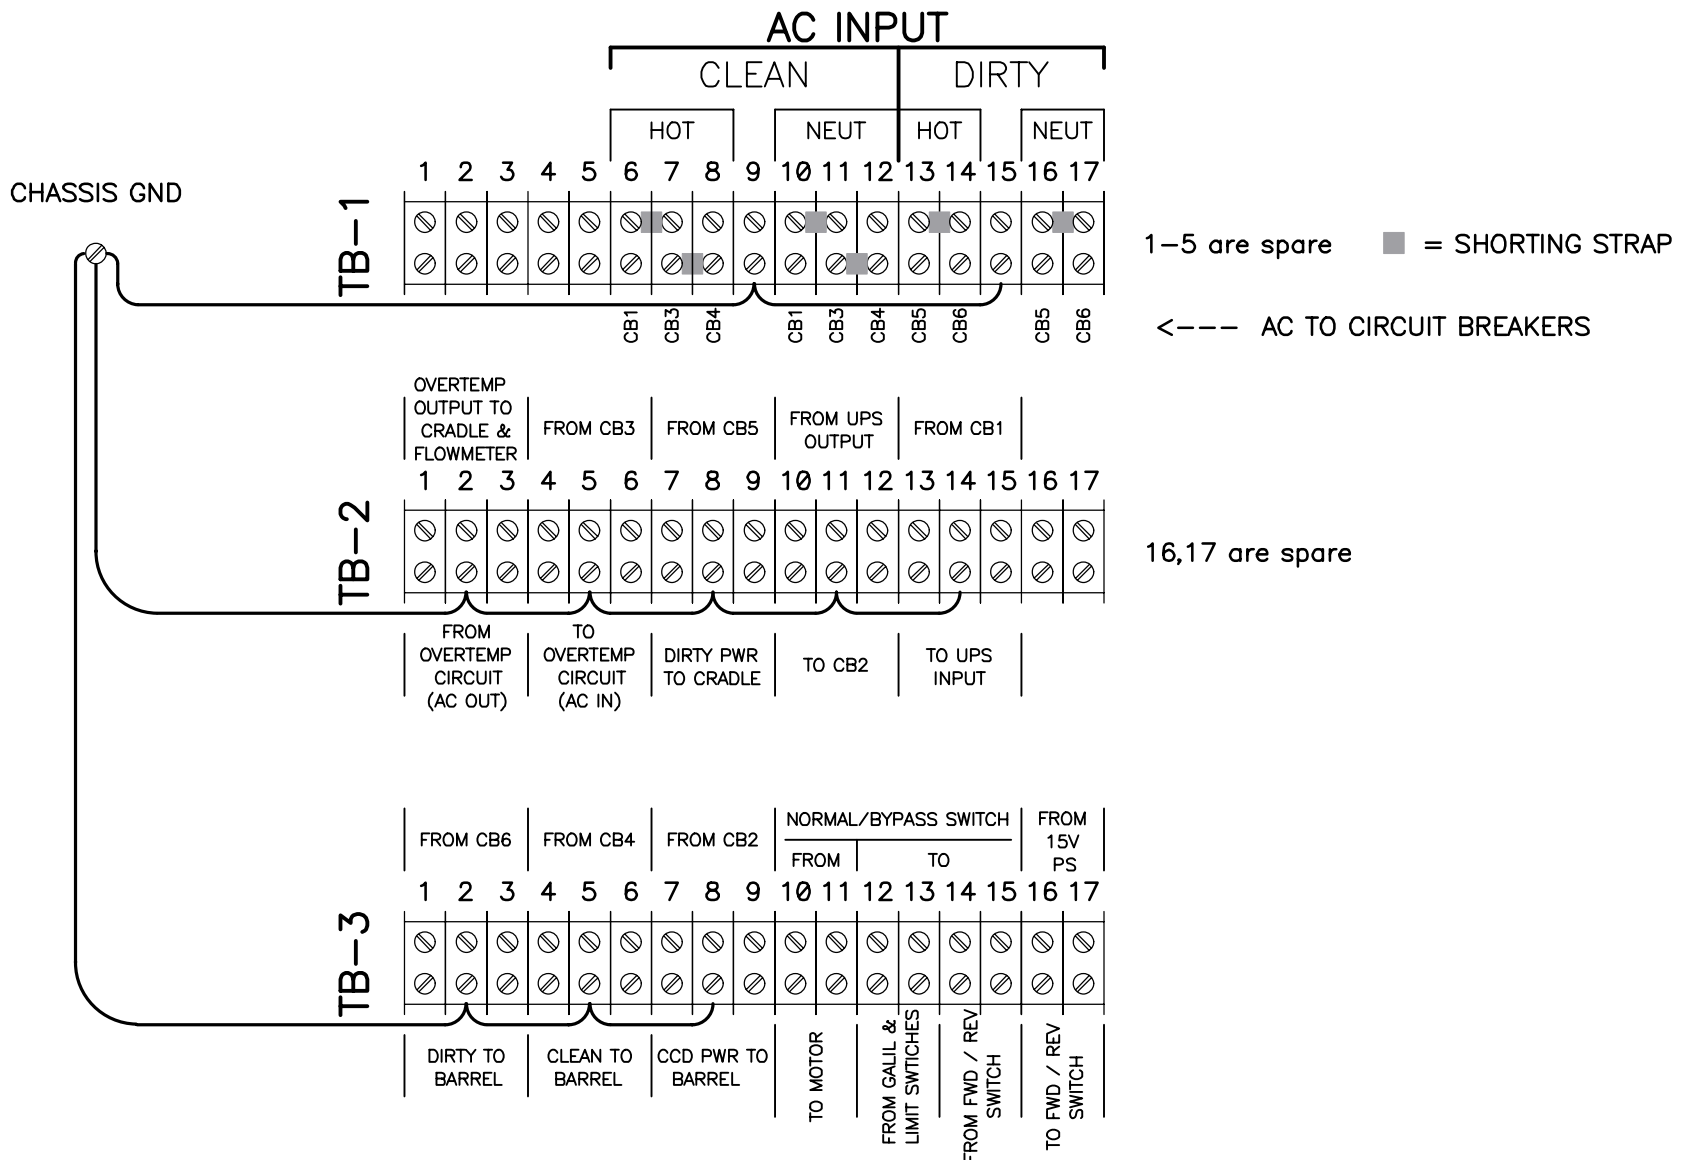 AC INPUT
CLEAN DIRTY
HOT NEUT HOT NEUT
1 2 3 4 5 6 7 8 9 10 11 12 13 14 15 16 17
CHASSIS GND
TB-1
1-5 are spare = SHORTING STRAP
CB1 CB3 CB4 CB1 CB3 CB4 CB5 CB6 CB5 CB6
<--- AC TO CIRCUIT BREAKERS
OVERTEMP
OUTPUT TO
CRADLE &
FLOWMETER
FROM CB3
FROM CB5
FROM UPS
OUTPUT
FROM CB1
1 2 3 4 5 6 7 8 9 10 11 12 13 14 15 16 17
TB-2
16,17 are spare
FROM
OVERTEMP
CIRCUIT
(AC OUT)
TO
OVERTEMP
CIRCUIT
(AC IN)
DIRTY PWR
TO CRADLE
TO CB2
TO UPS
INPUT
FROM CB6
FROM CB4
FROM CB2
NORMAL/BYPASS SWITCH
FROM TO
FROM
15V
PS
1 2 3 4 5 6 7 8 9 10 11 12 13 14 15 16 17
TB-3
DIRTY TO
BARREL
CLEAN TO
BARREL
CCD PWR TO
BARREL
TO MOTOR
FROM GALIL &
LIMIT SWTICHES
FROM FWD / REV
SWITCH
TO FWD / REV
SWITCH